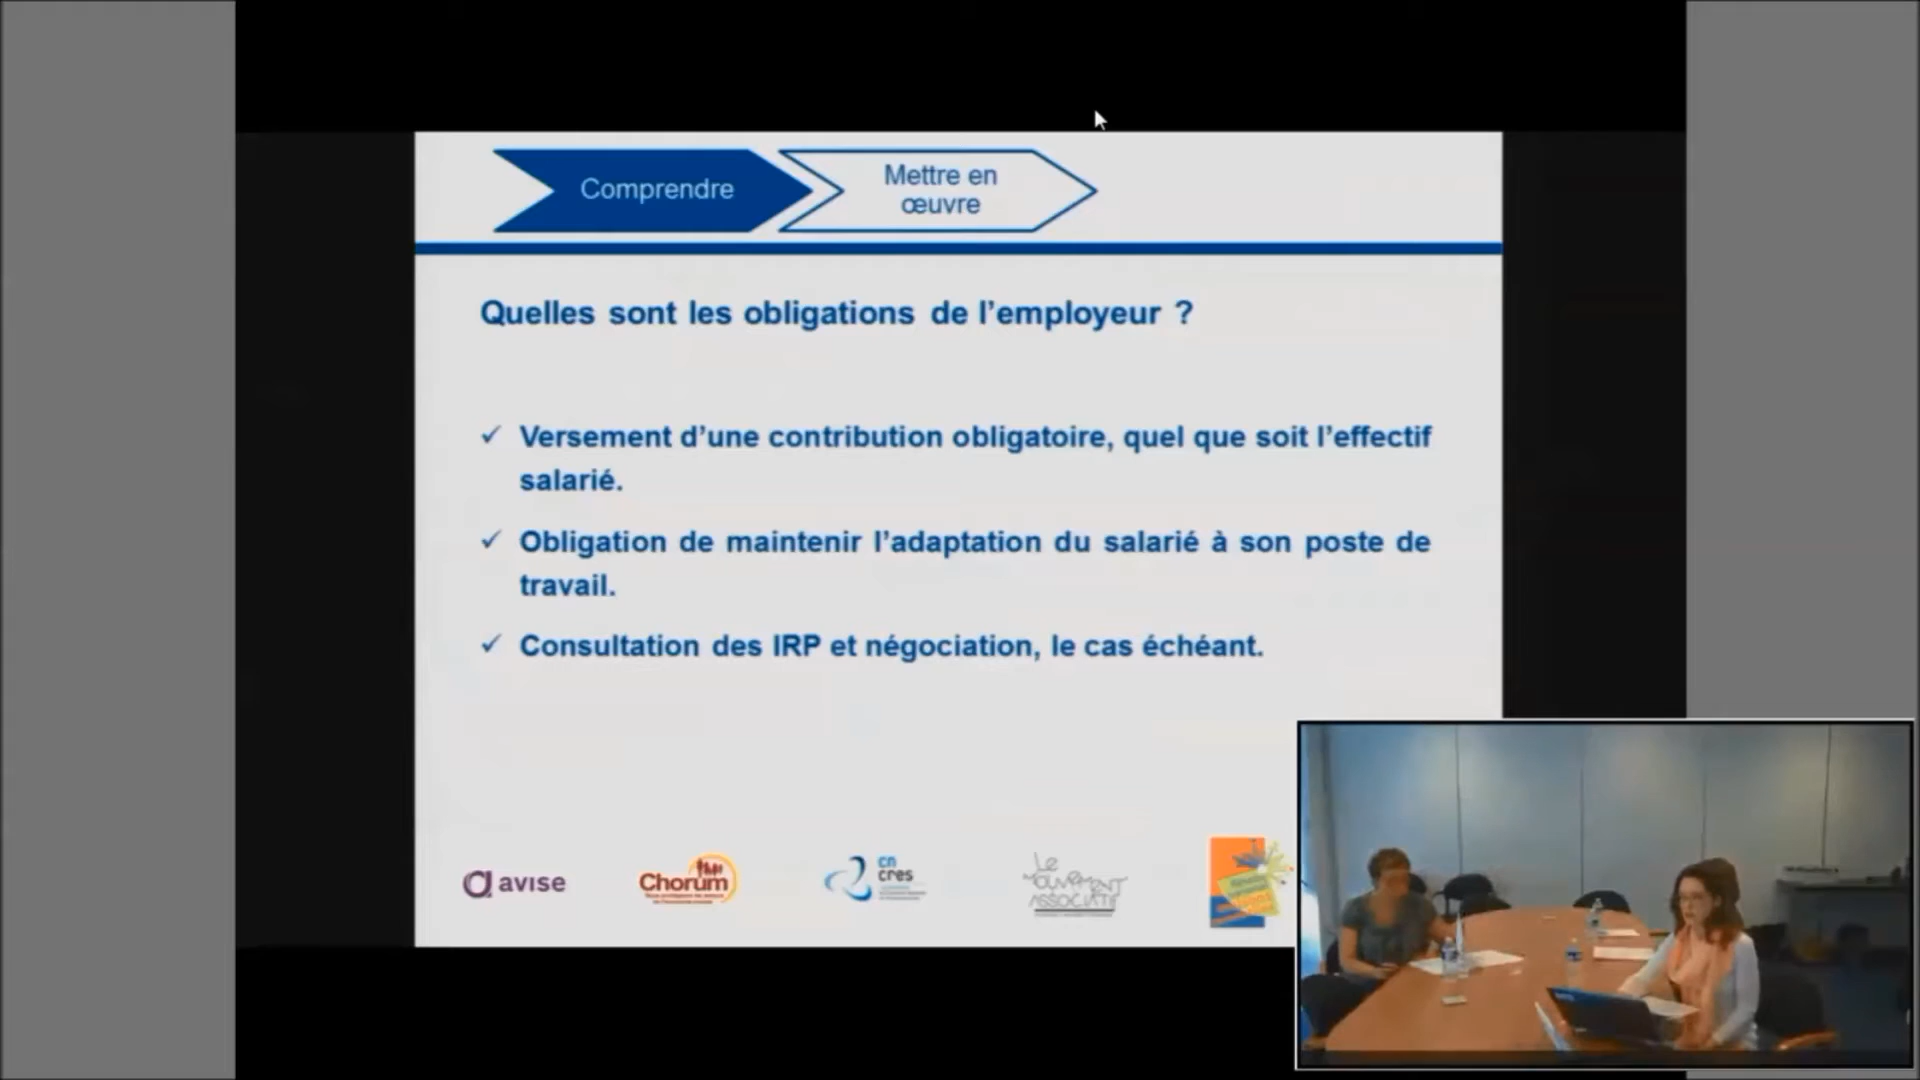 Comprendre
Mettre en
œuvre
Quelles sont les obligations de l’employeur ?
✓ Versement d’une contribution obligatoire, quel que soit l’effectif
salarié.
✓ Obligation de maintenir l’adaptation du salarié à son poste de
travail.
✓ Consultation des IRP et négociation, le cas échéant.
avise
Chorum
cn
cres
Le
mouvement
associatif